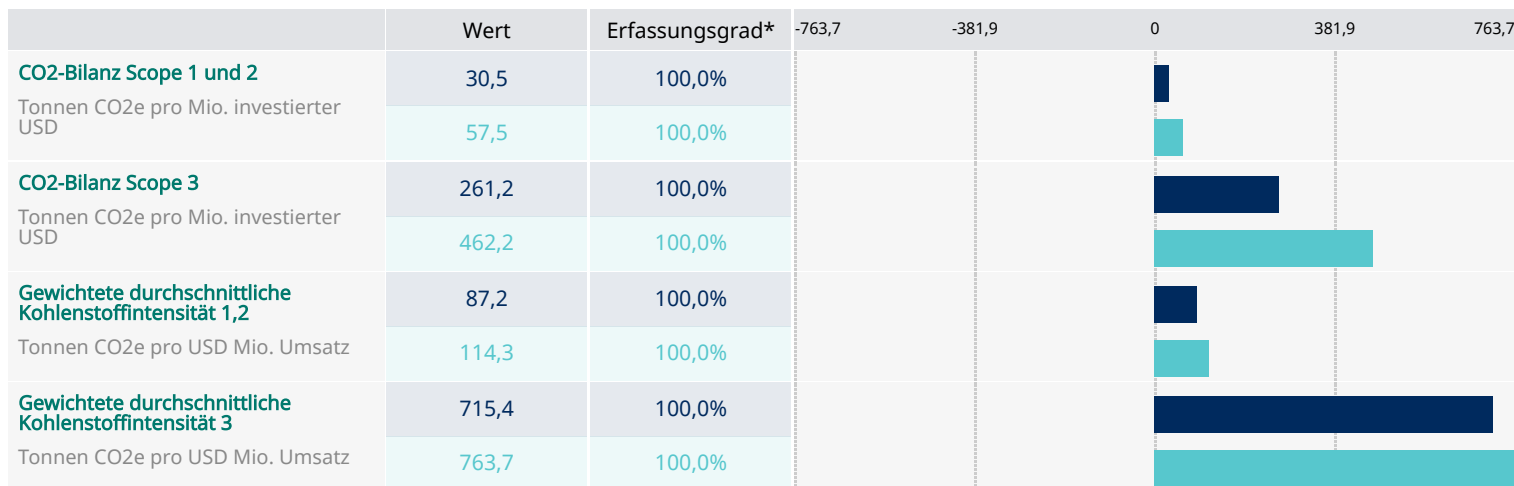 Wert Erfassungsgrad* -763,7 -381,9 0 381,9 763,7
CO2-Bilanz Scope 1 und 2
Tonnen CO2e pro Mio. investierter
USD
30,5 100,0%
57,5 100,0%
CO2-Bilanz Scope 3
Tonnen CO2e pro Mio. investierter
USD
261,2 100,0%
462,2 100,0%
Gewichtete durchschnittliche
Kohlenstoffintensität 1,2
Tonnen CO2e pro USD Mio. Umsatz
87,2 100,0%
114,3 100,0%
Gewichtete durchschnittliche
Kohlenstoffintensität 3
Tonnen CO2e pro USD Mio. Umsatz
715,4 100,0%
763,7 100,0%